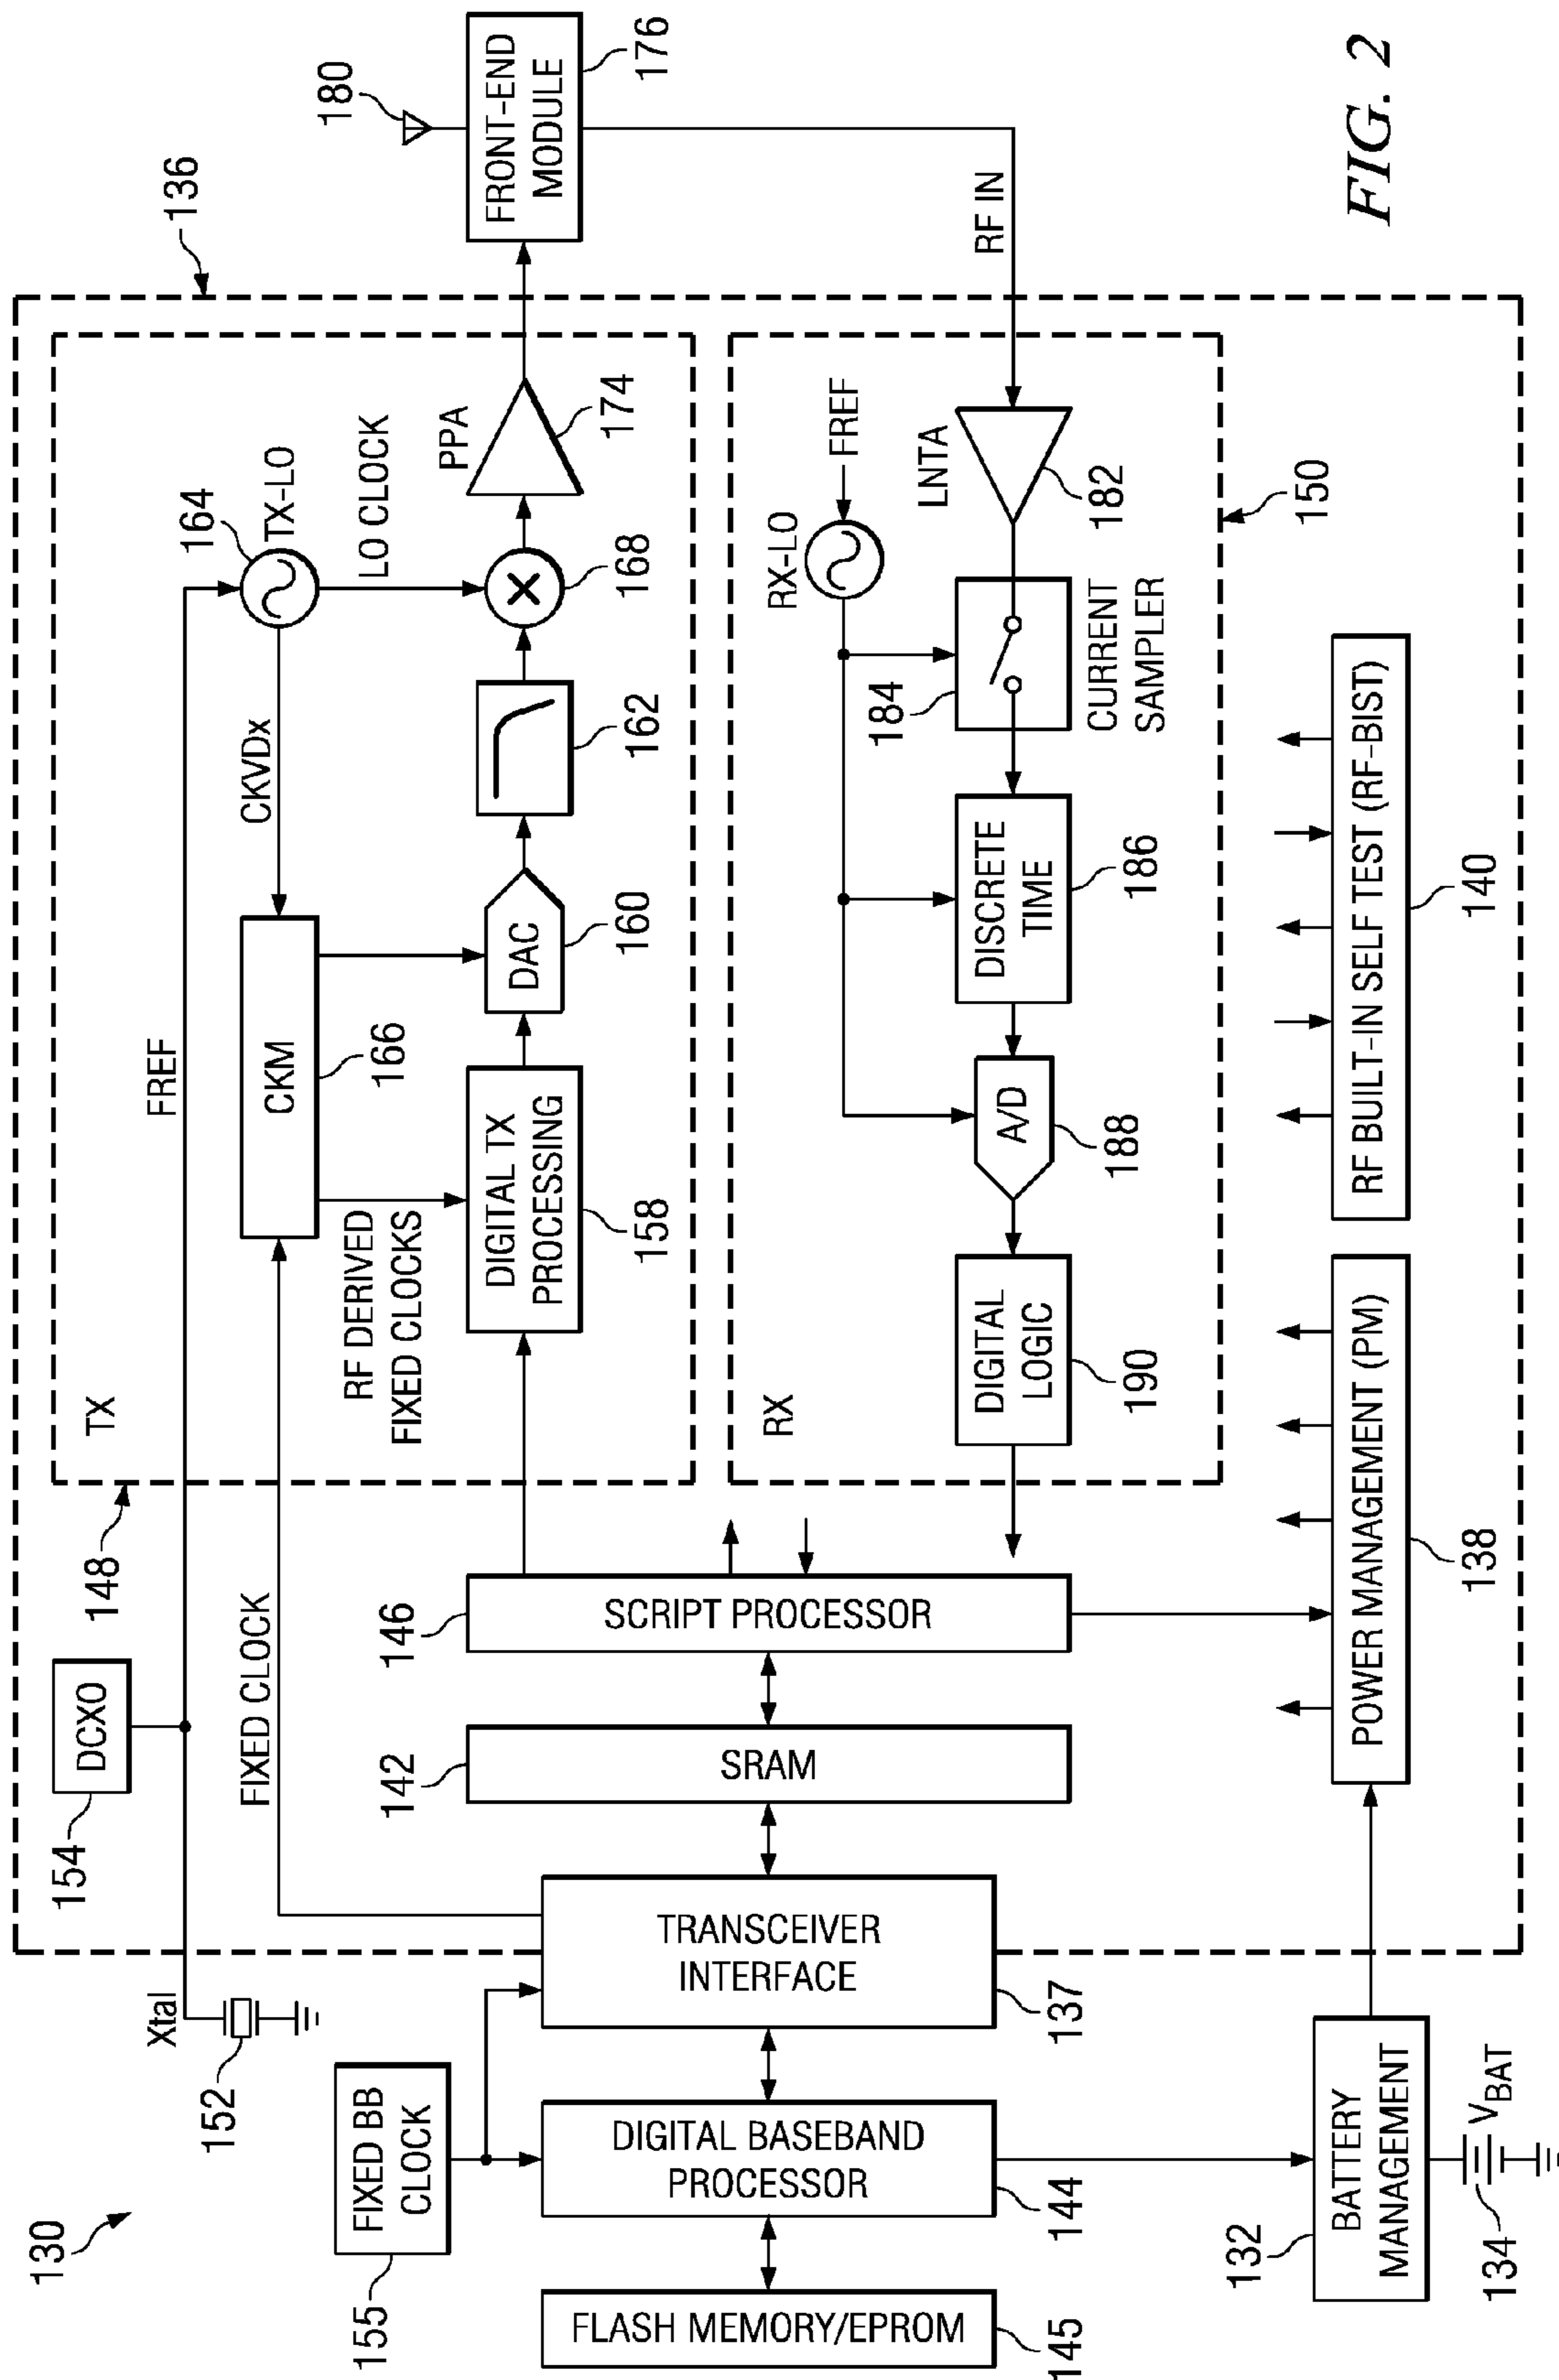 130
136
180
154
DCXO
148
TX
FREF
164
TX-LO
Xtal
152
FIXED CLOCK
CKM
166
CKVDx
LO CLOCK
RF DERIVED
FIXED CLOCKS
PPA
FRONT-END
MODULE
176
155
FIXED BB
CLOCK
DIGITAL TX
PROCESSING
158
DAC
160
162
168
174
145
FLASH MEMORY/EPROM
DIGITAL BASEBAND
PROCESSOR
144
TRANSCEIVER
INTERFACE
137
142
SRAM
146
SCRIPT PROCESSOR
RX
RX-LO
FREF
DIGITAL
LOGIC
190
A/D
188
DISCRETE
TIME
186
184
CURRENT
SAMPLER
LNTA
182
RF IN
150
132
BATTERY
MANAGEMENT
134
VBAT
POWER MANAGEMENT (PM)
138
RF BUILT-IN SELF TEST (RF-BIST)
140
FIG. 2